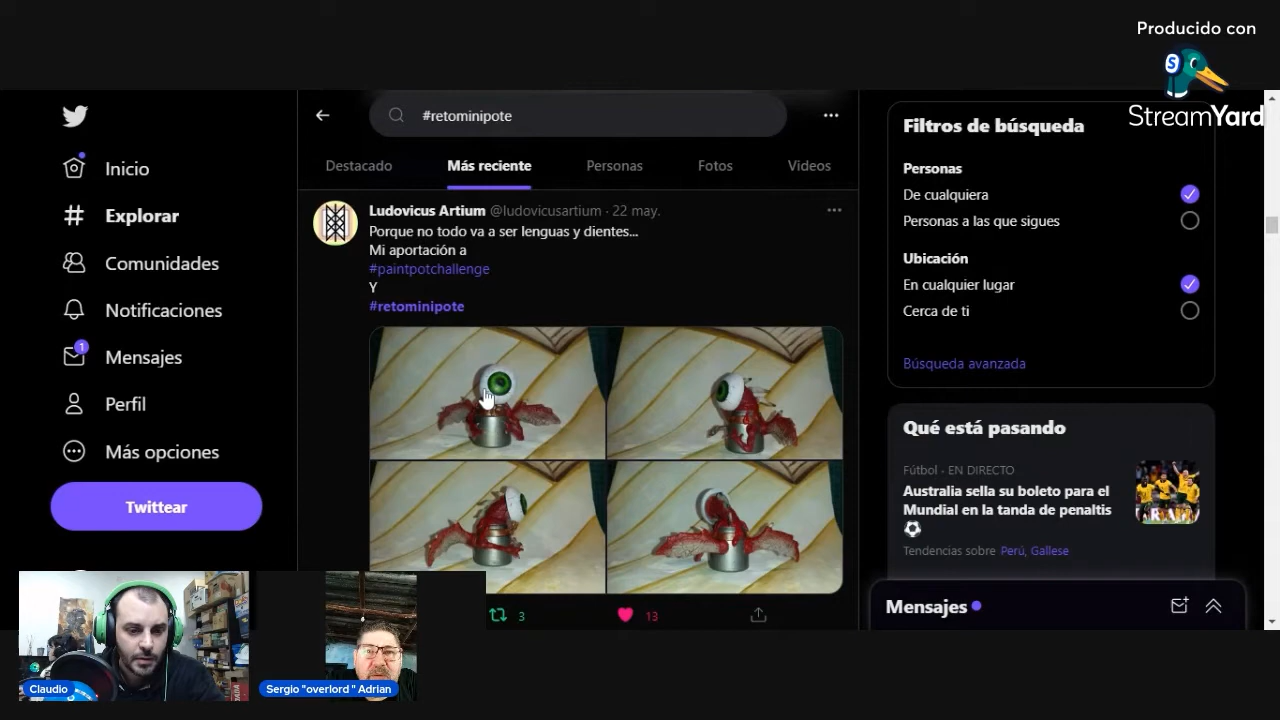 Producido con
StreamYard
Inicio
Explorar
Comunidades
Notificaciones
1
Mensajes
Perfil
Más opciones
Twittear
#retominipote
Destacado
Más reciente
Personas
Fotos
Videos
Ludovicus Artium @ludovicusartium · 22 may.
Porque no todo va a ser lenguas y dientes...
Mi aportación a
#paintpotchallenge
Y
#retominipote
3
13
Filtros de búsqueda
Personas
De cualquiera
Personas a las que sigues
Ubicación
En cualquier lugar
Cerca de ti
Búsqueda avanzada
Qué está pasando
Fútbol - EN DIRECTO
Australia sella su boleto para el
Mundial en la tanda de penaltis
Tendencias sobre Perú, Gallese
Mensajes
Claudio
Sergio "overlord " Adrian